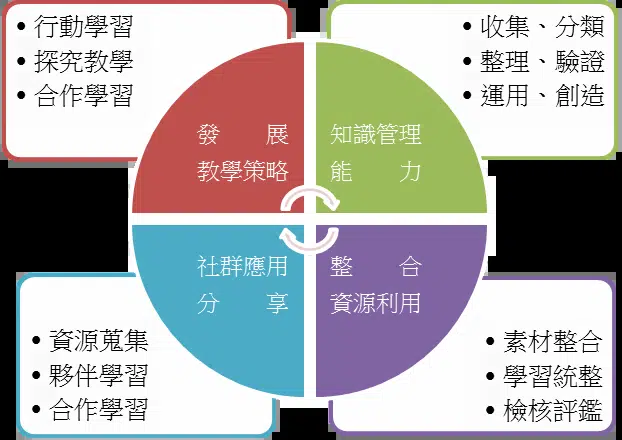 • 行動學習
• 探究教學
• 合作學習
• 收集、分類
• 整理、驗證
• 運用、創造
發 展
教學策略
知識管理
能 力
社群應用
分 享
整 合
資源利用
• 資源蒐集
• 夥伴學習
• 合作學習
• 素材整合
• 學習統整
• 檢核評鑑